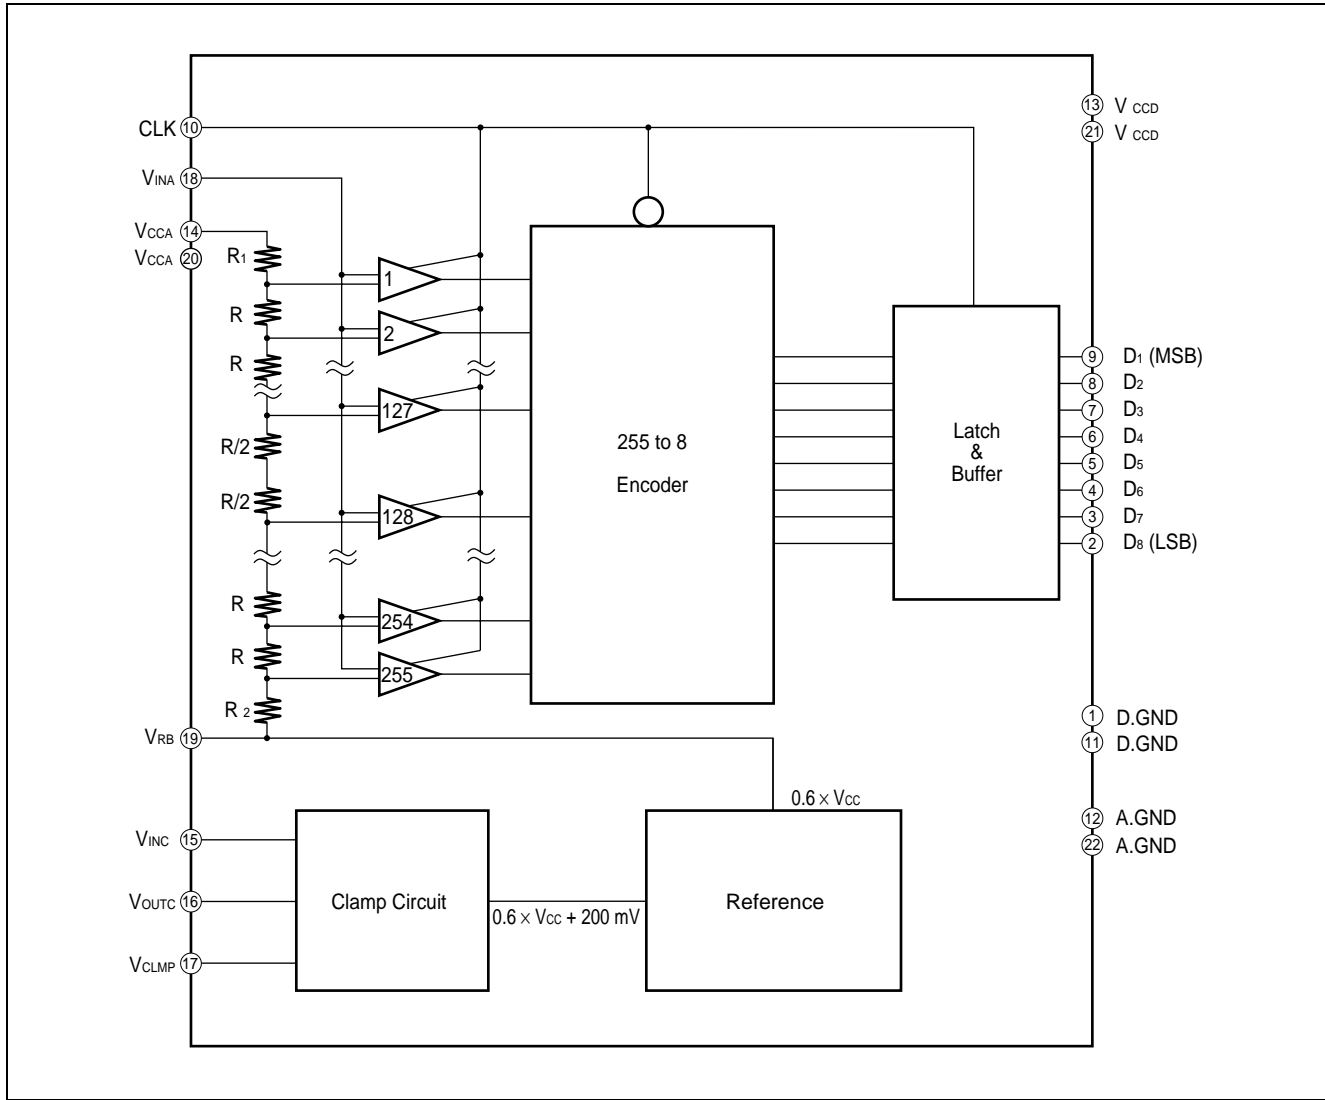 CLK 10
VINA 18
VCCA 14
VCCA 20
R1
R
R
R/2
R/2
R
R
R 2
VRB 19
1
2
127
128
254
255
255 to 8
Encoder
Latch
&
Buffer
13 V CCD
21 V CCD
9 D1 (MSB)
8 D2
7 D3
6 D4
5 D5
4 D6
3 D7
2 D8 (LSB)
1 D.GND
11 D.GND
12 A.GND
22 A.GND
VINC 15
VOUTC 16
VCLMP 17
Clamp Circuit
0.6 × VCC + 200 mV
0.6 × VCC
Reference